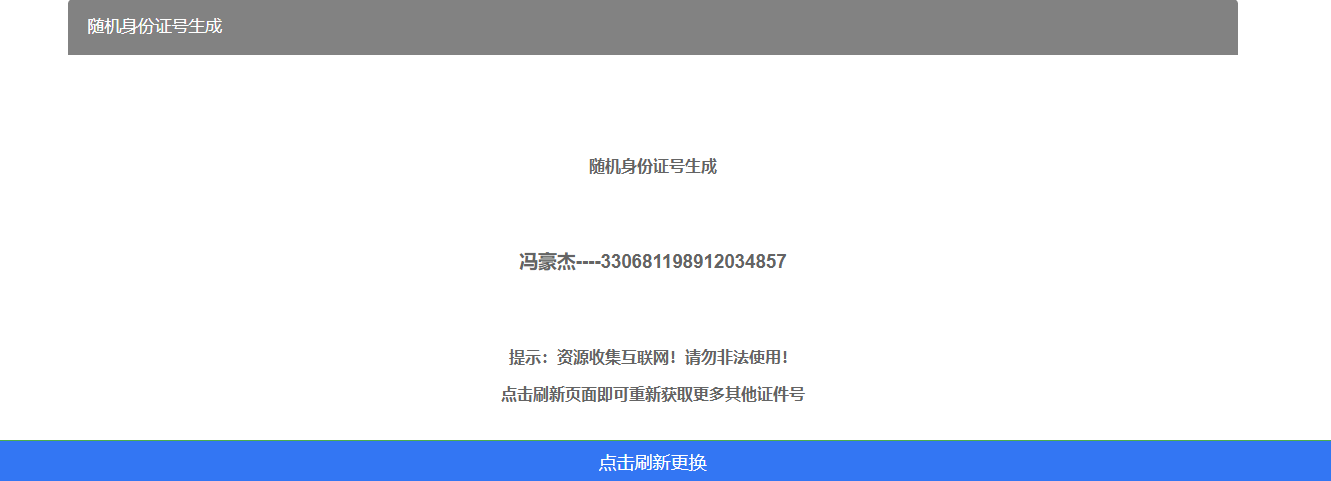 随机身份证号生成
随机身份证号生成
冯豪杰----330681198912034857
提示：资源收集互联网！请勿非法使用！
点击刷新页面即可重新获取更多其他证件号
点击刷新更换